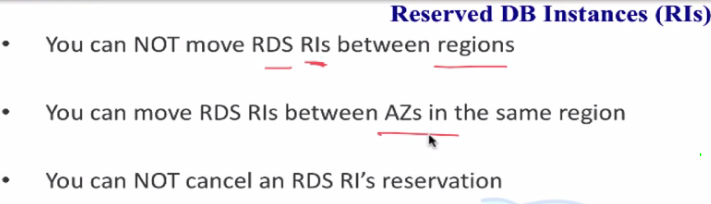 Reserved DB Instances (RIs)
• You can NOT move RDS RIs between regions
• You can move RDS RIs between AZs in the same region
• You can NOT cancel an RDS RI’s reservation